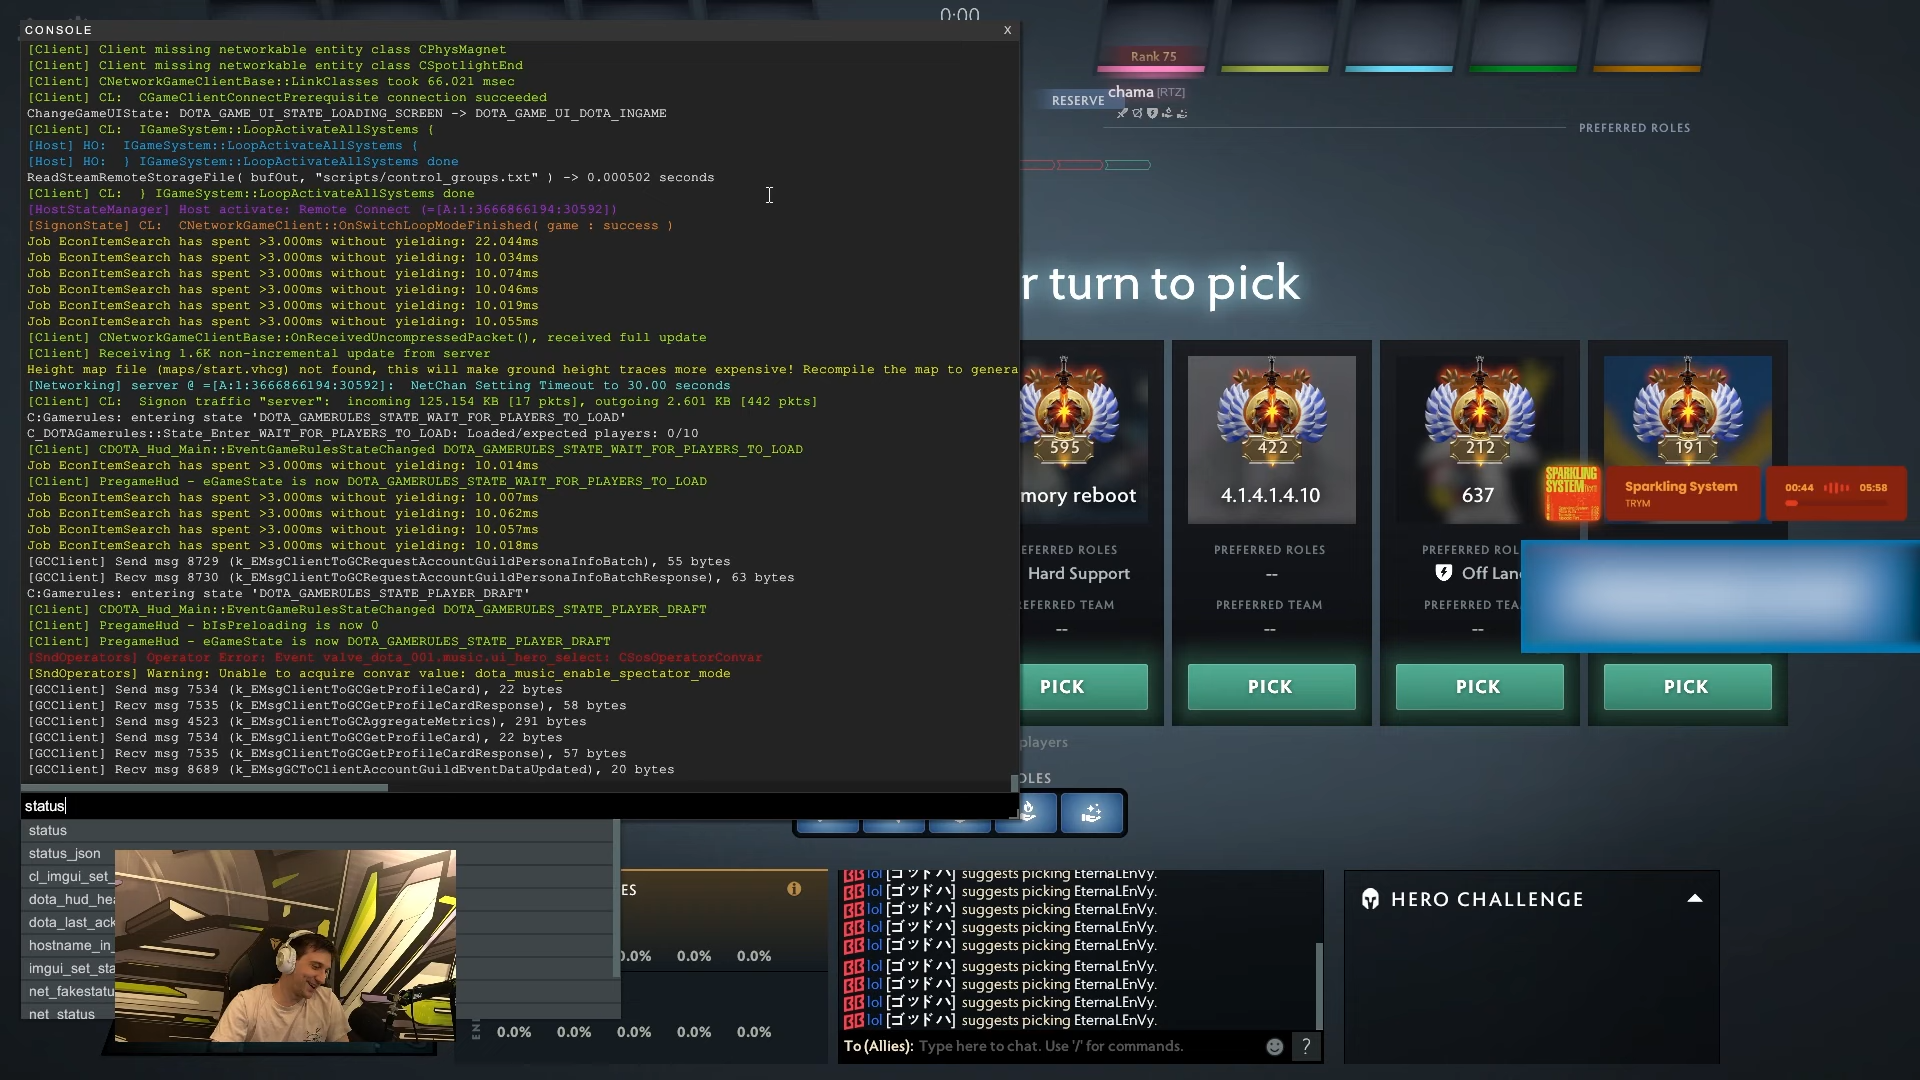 0:00
CONSOLE
X
[Client] Client missing networkable entity class CPhysMagnet
[Client] Client missing networkable entity class CSpotlightEnd
[Client] CNetworkGameClientBase::LinkClasses took 66.021 msec
[Client] CL:  CGameClientConnectPrerequisite connection succeeded
ChangeGameUIState: DOTA_GAME_UI_STATE_LOADING_SCREEN -> DOTA_GAME_UI_DOTA_INGAME
[Client] CL:  IGameSystem::LoopActivateAllSystems {
[Host] HO:  IGameSystem::LoopActivateAllSystems {
[Host] HO:  } IGameSystem::LoopActivateAllSystems done
ReadSteamRemoteStorageFile( bufOut, "scripts/control_groups.txt" ) -> 0.000502 seconds
[Client] CL:  } IGameSystem::LoopActivateAllSystems done
[HostStateManager] Host activate: Remote Connect (=[A:1:3666866194:30592])
[SignonState] CL:  CNetworkGameClient::OnSwitchLoopModeFinished( game : success )
Job EconItemSearch has spent >3.000ms without yielding: 22.044ms
Job EconItemSearch has spent >3.000ms without yielding: 10.034ms
Job EconItemSearch has spent >3.000ms without yielding: 10.074ms
Job EconItemSearch has spent >3.000ms without yielding: 10.046ms
Job EconItemSearch has spent >3.000ms without yielding: 10.019ms
Job EconItemSearch has spent >3.000ms without yielding: 10.055ms
[Client] CNetworkGameClientBase::OnReceivedUncompressedPacket(), received full update
[Client] Receiving 1.6K non-incremental update from server
Height map file (maps/start.vhcg) not found, this will make ground height traces more expensive! Recompile the map to genera
[Networking] server @ =[A:1:3666866194:30592]:  NetChan Setting Timeout to 30.00 seconds
[Client] CL:  Signon traffic "server":  incoming 125.154 KB [17 pkts], outgoing 2.601 KB [442 pkts]
C:Gamerules: entering state 'DOTA_GAMERULES_STATE_WAIT_FOR_PLAYERS_TO_LOAD'
C_DOTAGamerules::State_Enter_WAIT_FOR_PLAYERS_TO_LOAD: Loaded/expected players: 0/10
[Client] CDOTA_Hud_Main::EventGameRulesStateChanged DOTA_GAMERULES_STATE_WAIT_FOR_PLAYERS_TO_LOAD
Job EconItemSearch has spent >3.000ms without yielding: 10.014ms
[Client] PregameHud - eGameState is now DOTA_GAMERULES_STATE_WAIT_FOR_PLAYERS_TO_LOAD
Job EconItemSearch has spent >3.000ms without yielding: 10.007ms
Job EconItemSearch has spent >3.000ms without yielding: 10.062ms
Job EconItemSearch has spent >3.000ms without yielding: 10.057ms
Job EconItemSearch has spent >3.000ms without yielding: 10.018ms
[GCClient] Send msg 8729 (k_EMsgClientToGCRequestAccountGuildPersonaInfoBatch), 55 bytes
[GCClient] Recv msg 8730 (k_EMsgClientToGCRequestAccountGuildPersonaInfoBatchResponse), 63 bytes
C:Gamerules: entering state 'DOTA_GAMERULES_STATE_PLAYER_DRAFT'
[Client] CDOTA_Hud_Main::EventGameRulesStateChanged DOTA_GAMERULES_STATE_PLAYER_DRAFT
[Client] PregameHud - bIsPreloading is now 0
[Client] PregameHud - eGameState is now DOTA_GAMERULES_STATE_PLAYER_DRAFT
[SndOperators] Operator Error: Event valve_dota_001.music.ui_hero_select: CSosOperatorConvar
[SndOperators] Warning: Unable to acquire convar value: dota_music_enable_spectator_mode
[GCClient] Send msg 7534 (k_EMsgClientToGCGetProfileCard), 22 bytes
[GCClient] Recv msg 7535 (k_EMsgClientToGCGetProfileCardResponse), 58 bytes
[GCClient] Send msg 4523 (k_EMsgClientToGCAggregateMetrics), 291 bytes
[GCClient] Send msg 7534 (k_EMsgClientToGCGetProfileCard), 22 bytes
[GCClient] Recv msg 7535 (k_EMsgClientToGCGetProfileCardResponse), 57 bytes
[GCClient] Recv msg 8689 (k_EMsgGCToClientAccountGuildEventDataUpdated), 20 bytes
status
status
status_json
cl_imgui_set_
dota_hud_hea
dota_last_ack
hostname_in_
imgui_set_sta
net_fakestatu
net_status
Rank 75
RESERVE
chama [RTZ]
PREFERRED ROLES
r turn to pick
595
422
212
191
mory reboot
4.1.4.1.4.10
637
SPARKLING SYSTEM
Sparkling System
TRYM
00:44
05:58
EFERRED ROLES
PREFERRED ROLES
PREFERRED RO
Hard Support
--
Off Lan
EFERRED TEAM
PREFERRED TEAM
PREFERRED TEAM
--
--
--
PICK
PICK
PICK
PICK
players
OLES
ES
0.0% 0.0% 0.0%
0.0% 0.0% 0.0% 0.0% 0.0%
lol [ゴッドハ] suggests picking EternaLEnVy.
lol [ゴッドハ] suggests picking EternaLEnVy.
lol [ゴッドハ] suggests picking EternaLEnVy.
lol [ゴッドハ] suggests picking EternaLEnVy.
lol [ゴッドハ] suggests picking EternaLEnVy.
lol [ゴッドハ] suggests picking EternaLEnVy.
lol [ゴッドハ] suggests picking EternaLEnVy.
lol [ゴッドハ] suggests picking EternaLEnVy.
lol [ゴッドハ] suggests picking EternaLEnVy.
To (Allies): Type here to chat. Use '/' for commands.
?
HERO CHALLENGE